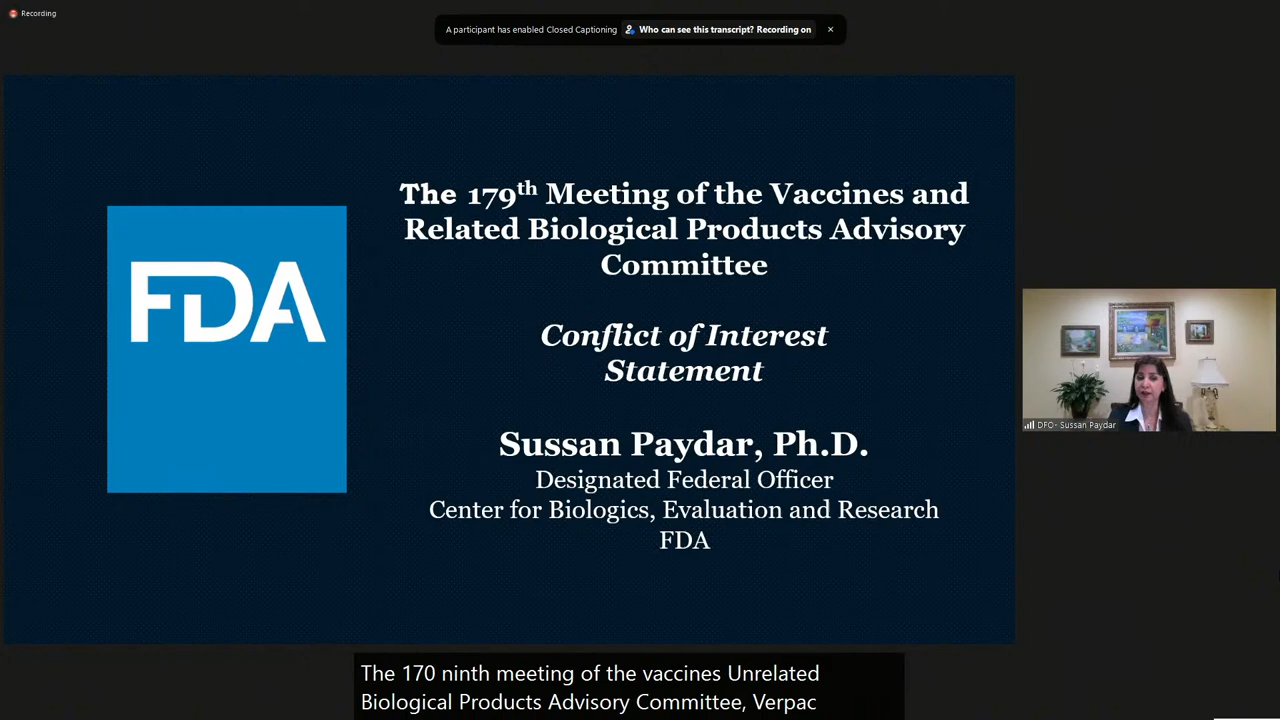 Recording
A participant has enabled Closed Captioning Who can see this transcript? Recording on ×
The 179th Meeting of the Vaccines and
Related Biological Products Advisory
Committee
FDA
Conflict of Interest
Statement
Sussan Paydar, Ph.D.
Designated Federal Officer
Center for Biologics, Evaluation and Research
FDA
DFO- Sussan Paydar
The 170 ninth meeting of the vaccines Unrelated
Biological Products Advisory Committee, Verpac